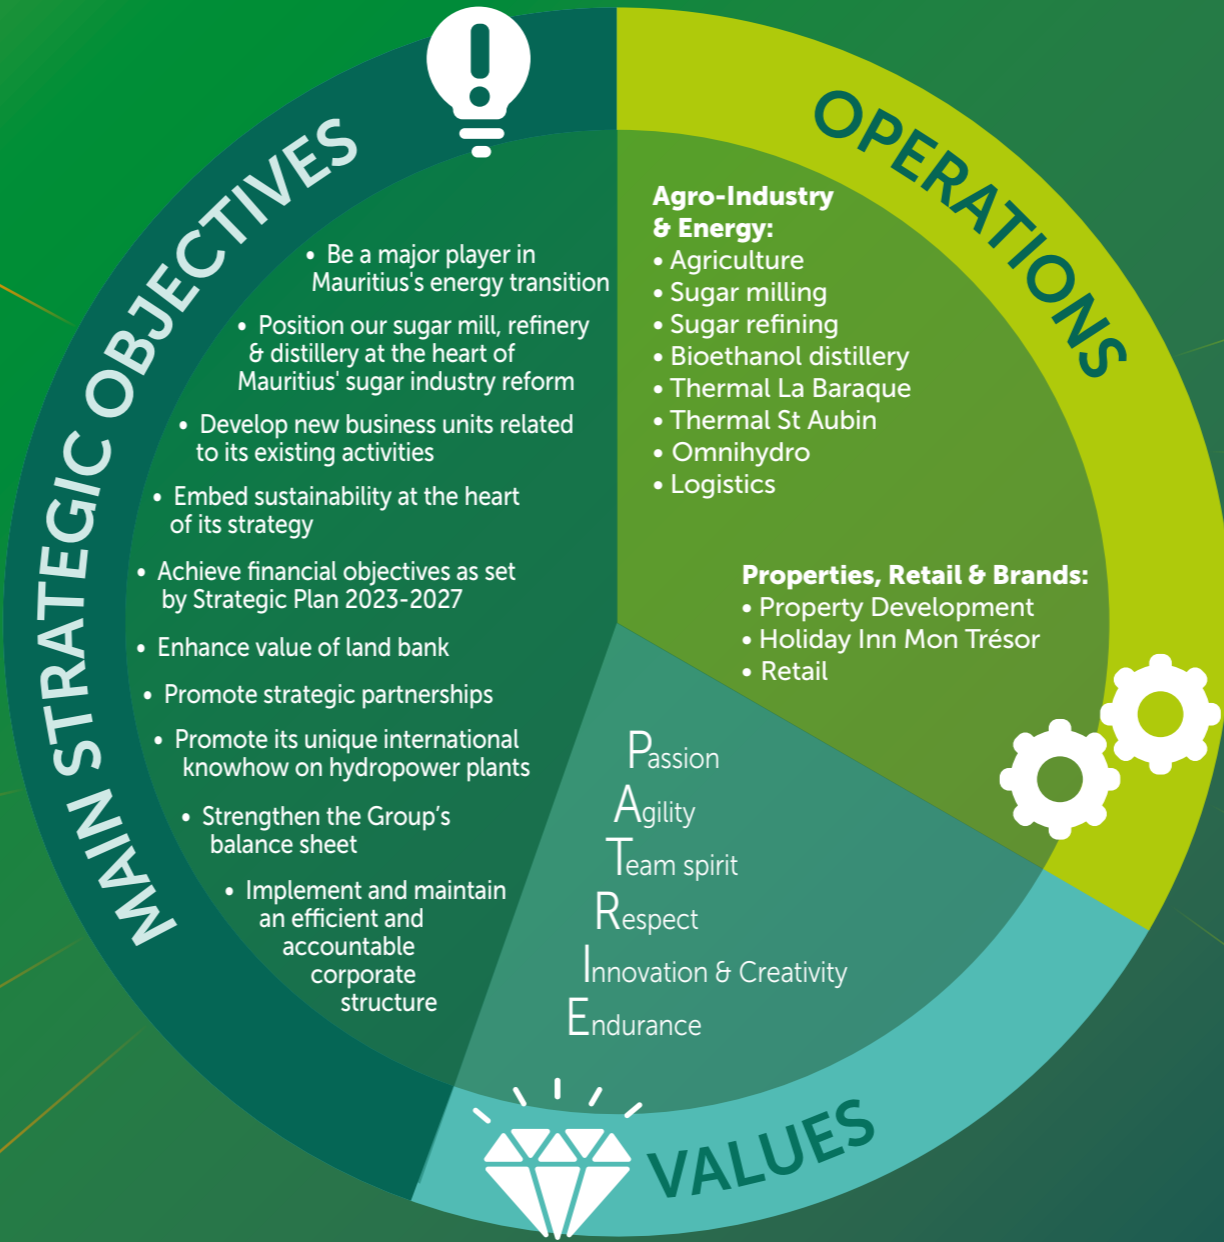 MAIN STRATEGIC OBJECTIVES
• Be a major player in
Mauritius's energy transition
• Position our sugar mill, refinery
& distillery at the heart of
Mauritius' sugar industry reform
• Develop new business units related
to its existing activities
• Embed sustainability at the heart
of its strategy
• Achieve financial objectives as set
by Strategic Plan 2023-2027
• Enhance value of land bank
• Promote strategic partnerships
• Promote its unique international
knowhow on hydropower plants
• Strengthen the Group’s
balance sheet
• Implement and maintain
an efficient and
accountable
corporate
structure
OPERATIONS
Agro-Industry
& Energy:
• Agriculture
• Sugar milling
• Sugar refining
• Bioethanol distillery
• Thermal La Baraque
• Thermal St Aubin
• Omnihydro
• Logistics
Properties, Retail & Brands:
• Property Development
• Holiday Inn Mon Trésor
• Retail
Passion
Agility
Team spirit
Respect
Innovation & Creativity
Endurance
VALUES